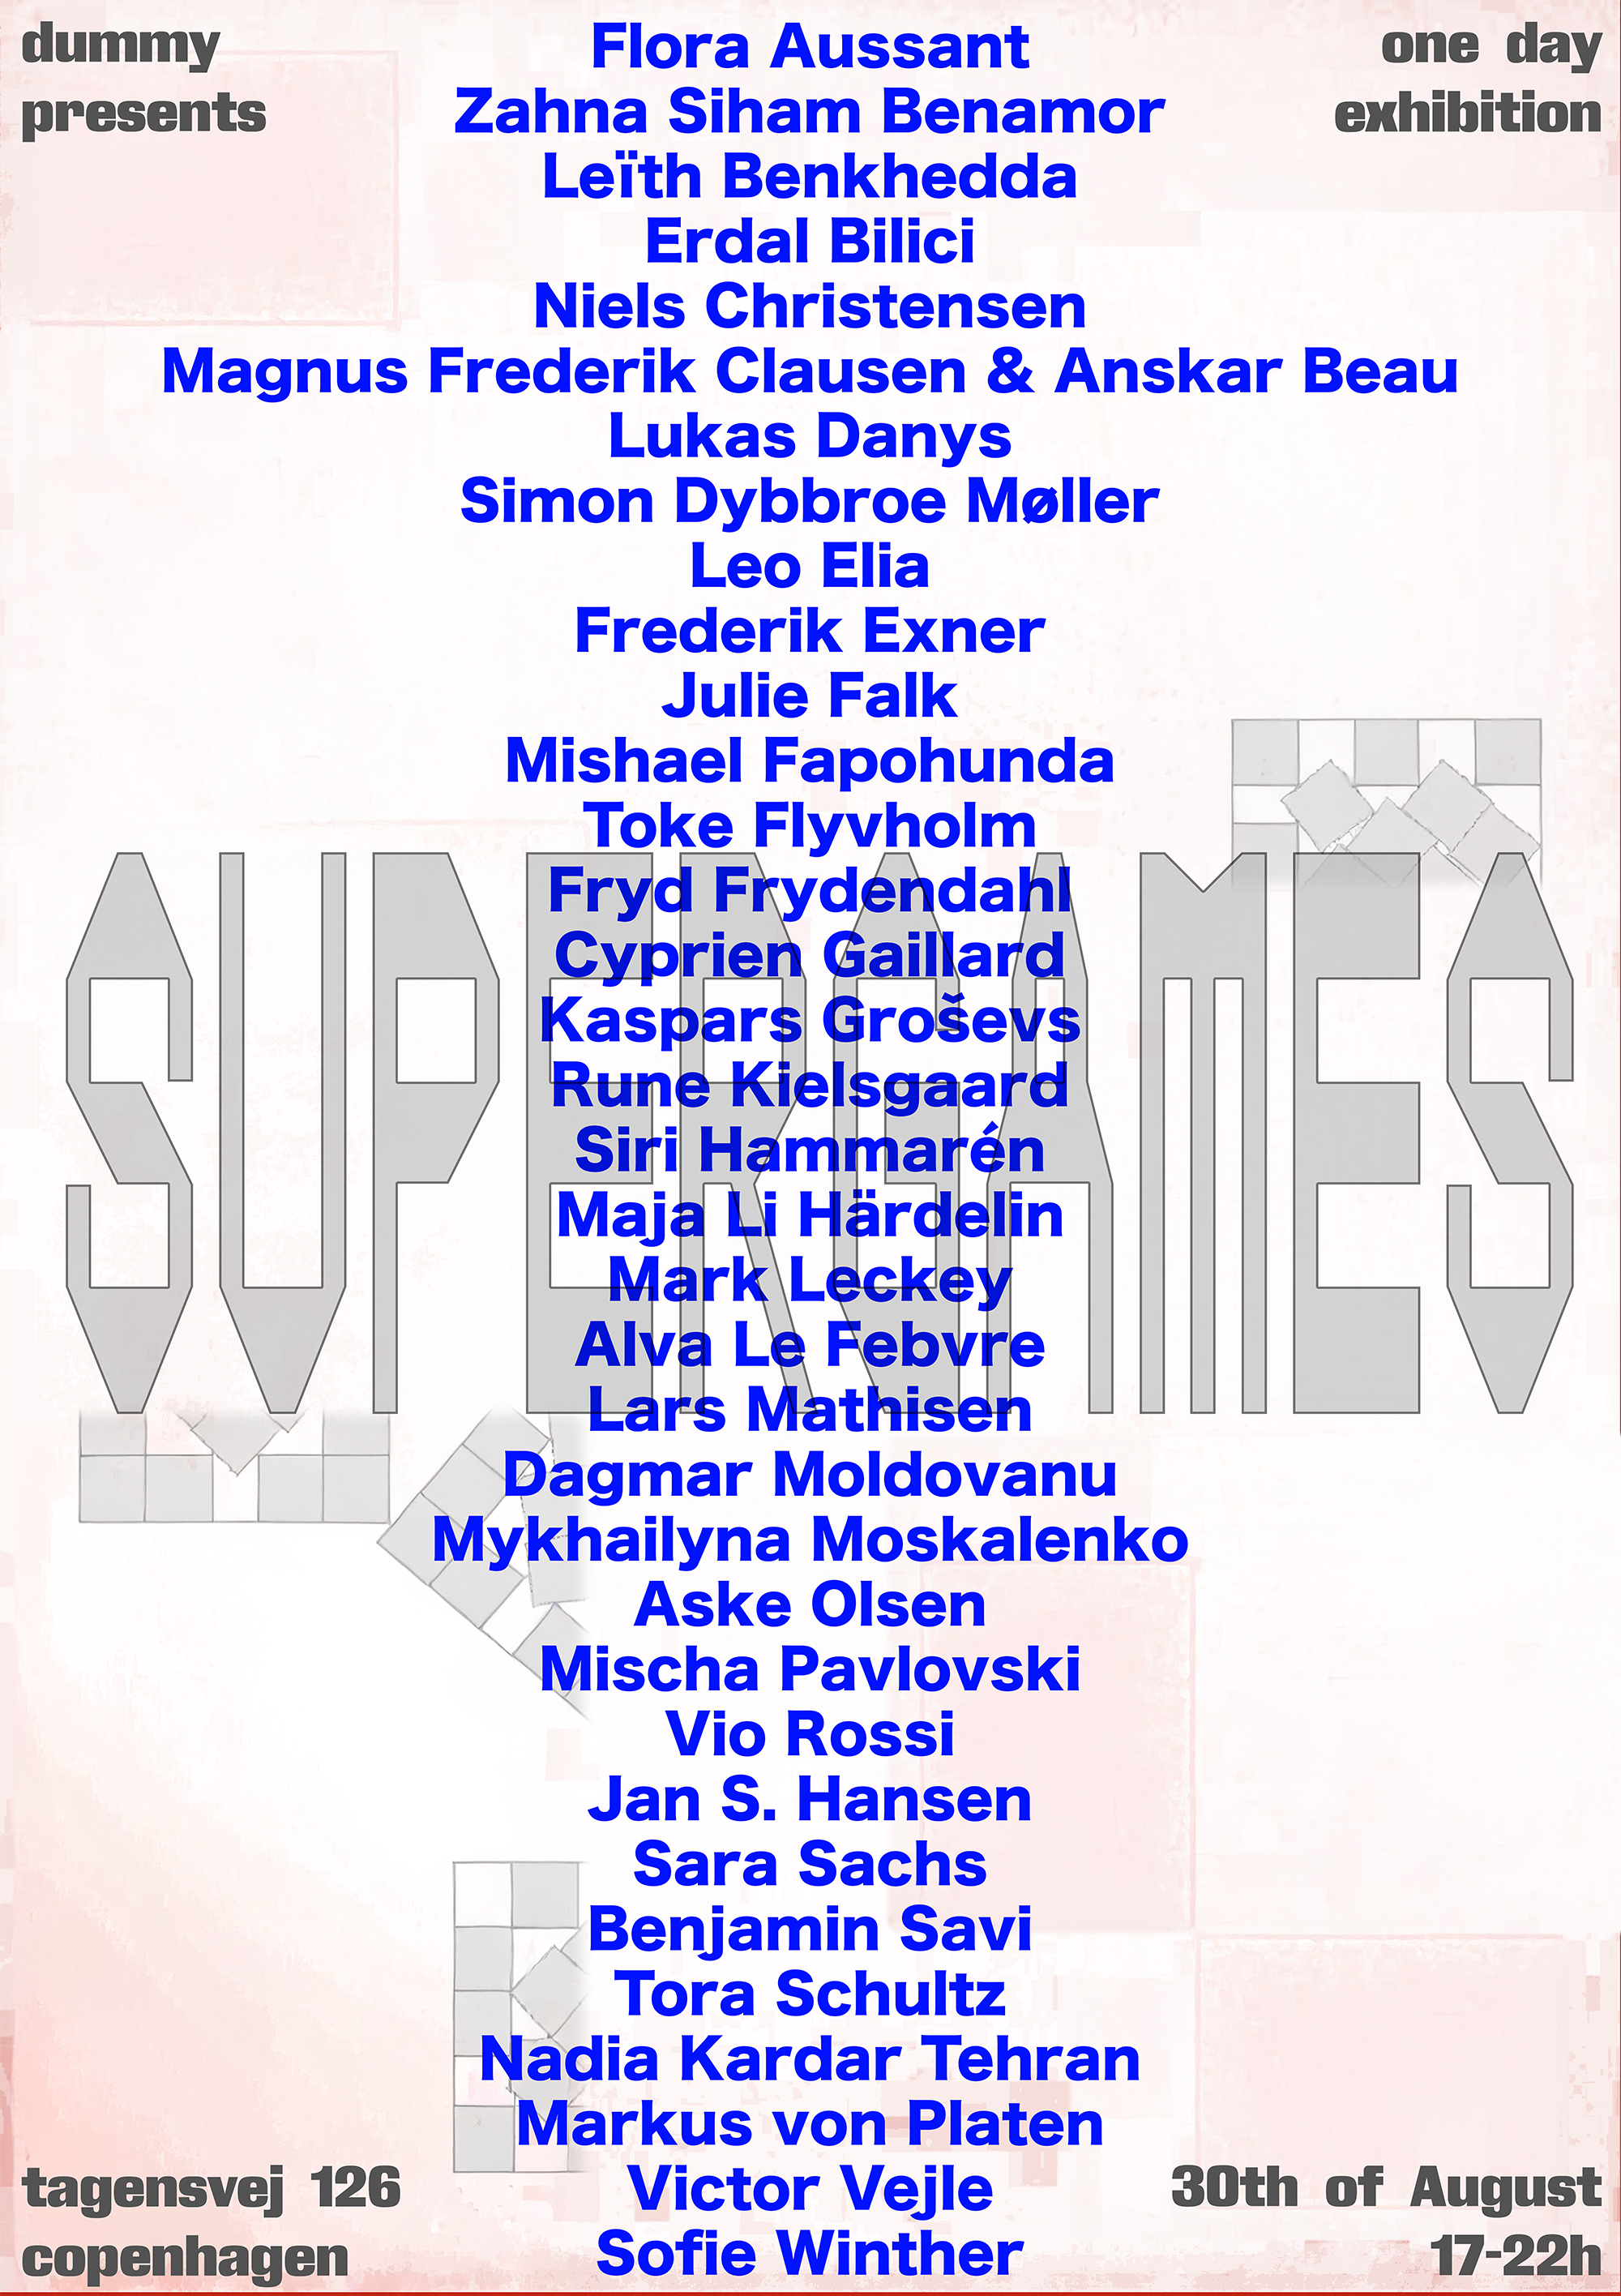 dummy
presents
one day
exhibition
Flora Aussant
Zahna Siham Benamor
Leïth Benkhedda
Erdal Bilici
Niels Christensen
Magnus Frederik Clausen & Anskar Beau
Lukas Danys
Simon Dybbroe Møller
Leo Elia
Frederik Exner
Julie Falk
Mishael Fapohunda
Toke Flyvholm
Fryd Frydendahl
Cyprien Gaillard
Kaspars Groševs
Rune Kielsgaard
Siri Hammarén
Maja Li Härdelin
Mark Leckey
Alva Le Febvre
Lars Mathisen
Dagmar Moldovanu
Mykhailyna Moskalenko
Aske Olsen
Mischa Pavlovski
Vio Rossi
Jan S. Hansen
Sara Sachs
Benjamin Savi
Tora Schultz
Nadia Kardar Tehran
Markus von Platen
Victor Vejle
Sofie Winther
SUPERGAMES
tagensvej 126
copenhagen
30th of August
17-22h